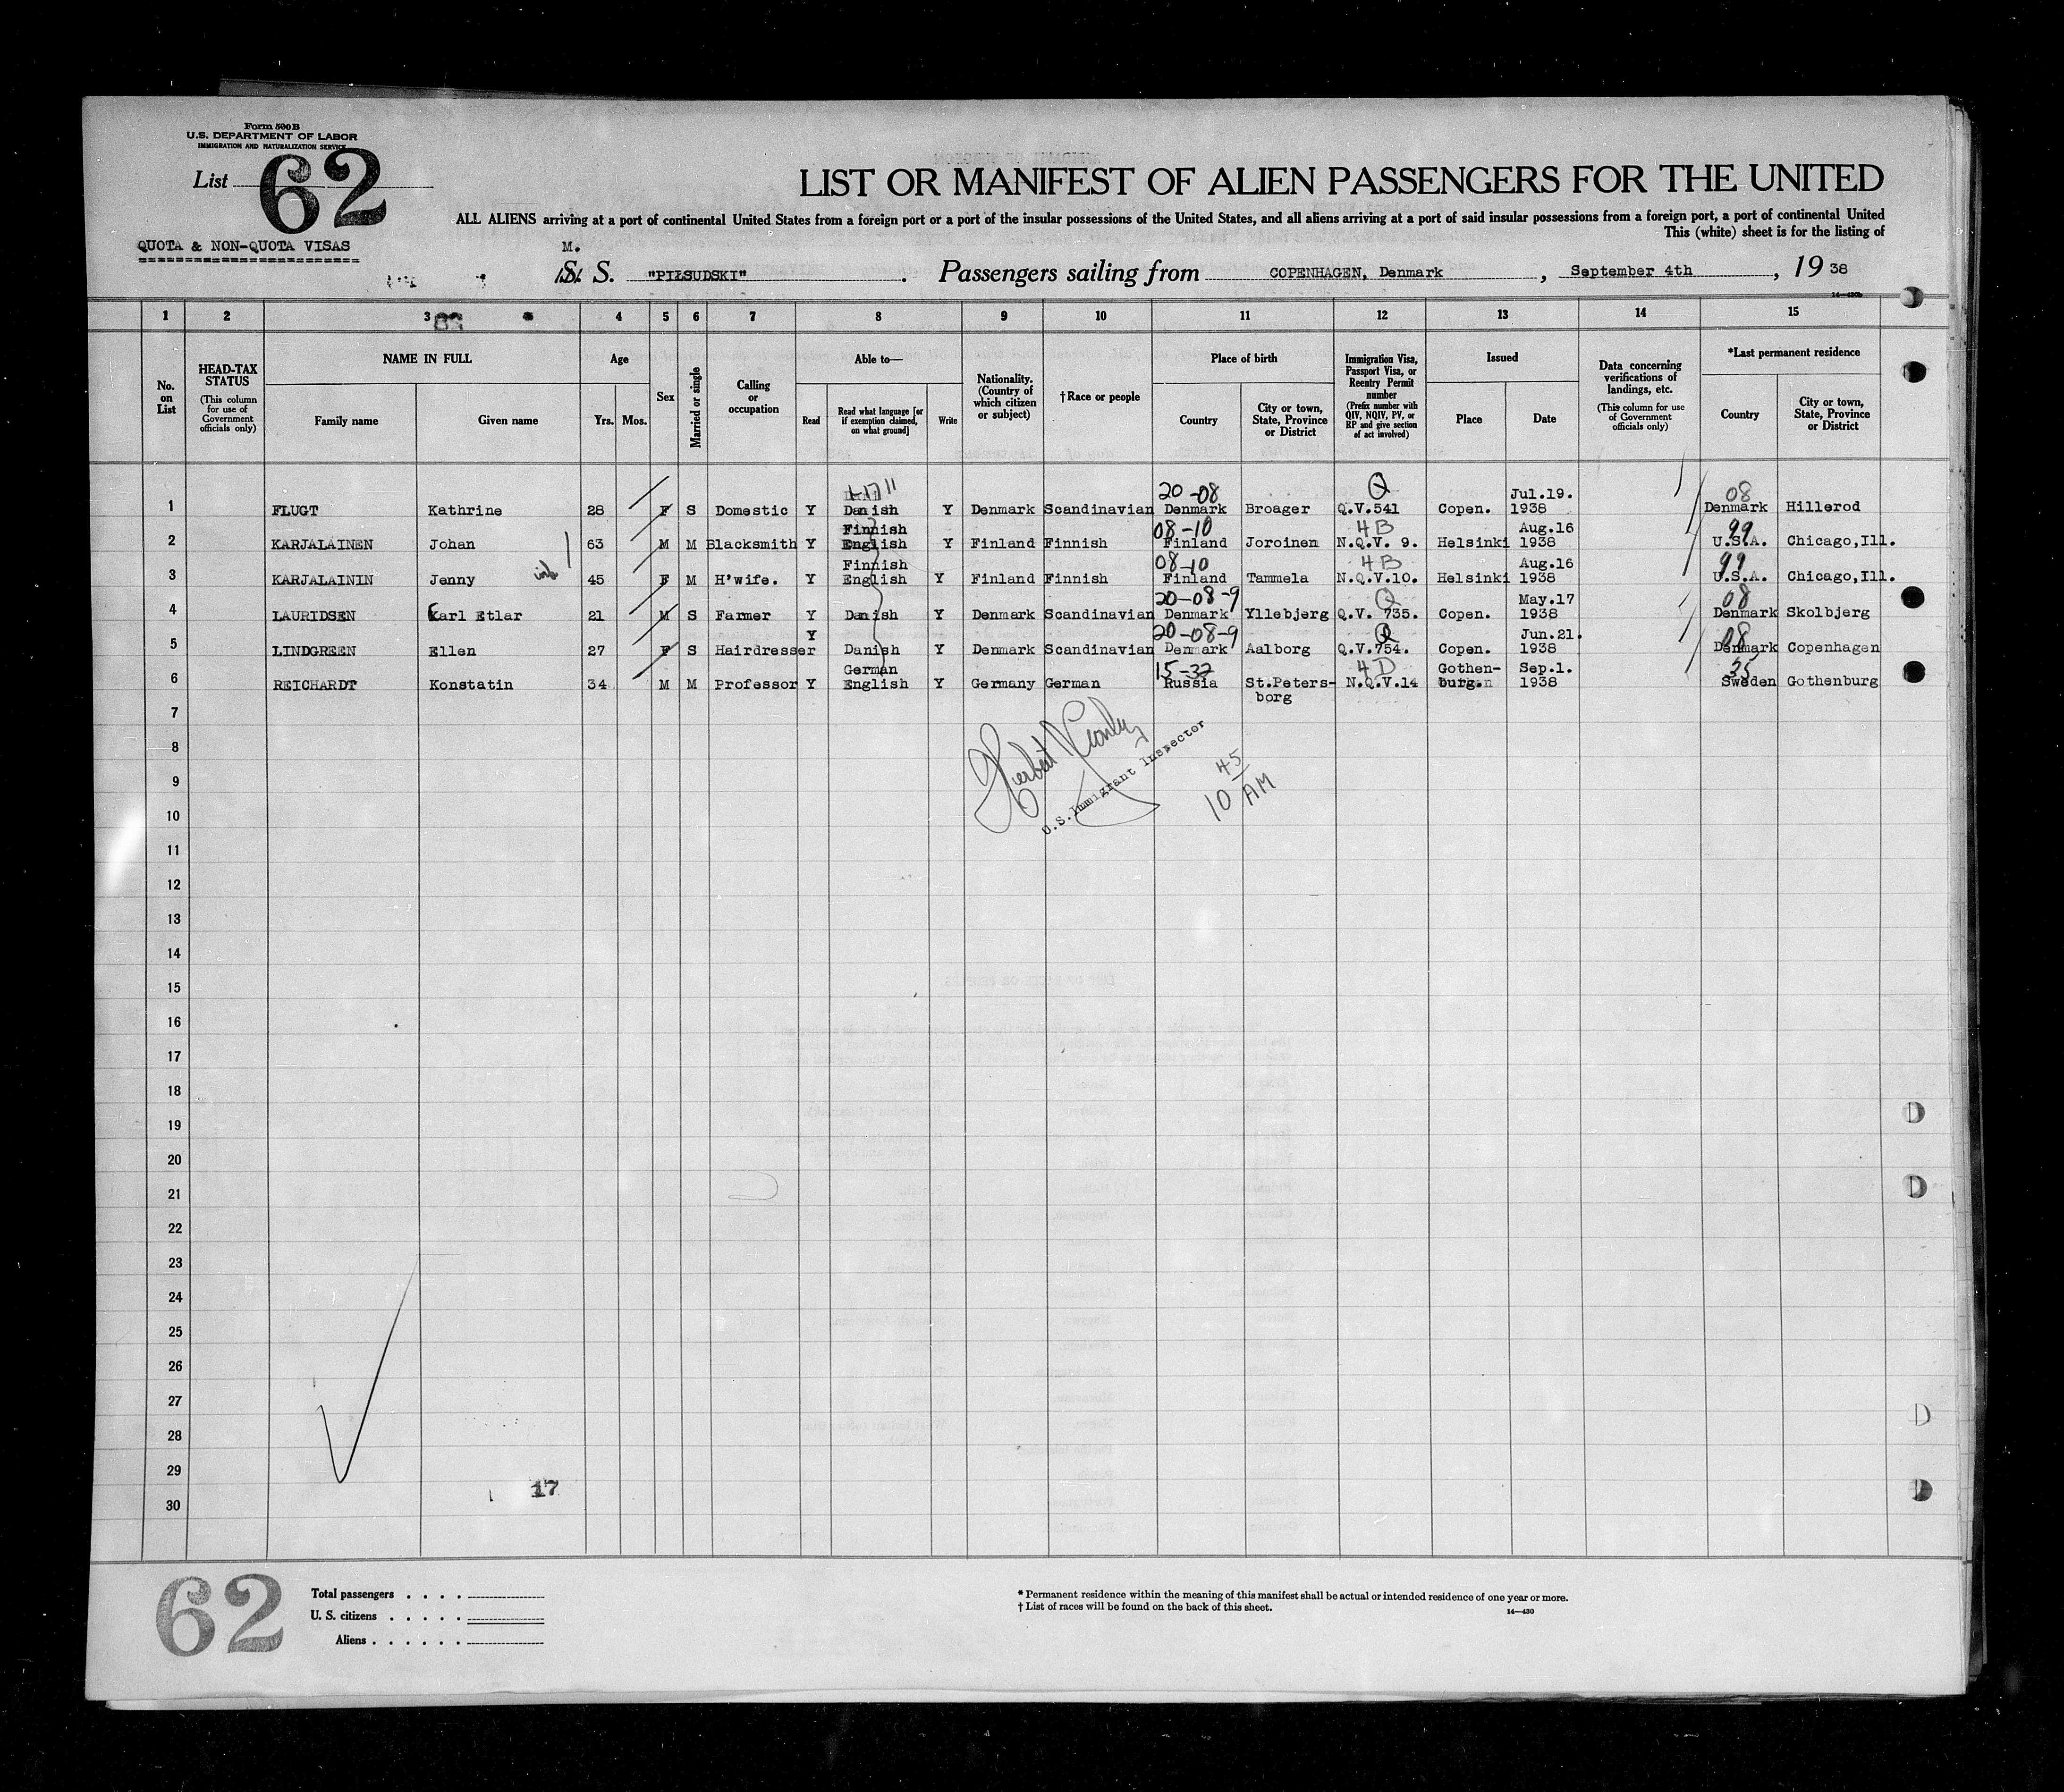 Form 500B
U.S. DEPARTMENT OF LABOR
IMMIGRATION AND NATURALIZATION SERVICE
List 62
LIST OR MANIFEST OF ALIEN PASSENGERS FOR THE UNITED
ALL ALIENS arriving at a port of continental United States from a foreign port or a port of the insular possessions of the United States, and all aliens arriving at a port of said insular possessions from a foreign port, a port of continental United
This (white) sheet is for the listing of
QUOTA & NON-QUOTA VISAS
M.
S. S. "PIŁSUDSKI". Passengers sailing from COPENHAGEN, Denmark, September 4th, 19 38
14—430b
1 2 3 4 5 6 7 8 9 10 11 12 13 14 15
No. on List
HEAD-TAX STATUS (This column for use of Government officials only)
NAME IN FULL
Family name Given name
Age
Yrs. Mos.
Sex
Married or single
Calling or occupation
Able to—
Read Read what language [or if exemption claimed, on what ground] Write
Nationality. (Country of which citizen or subject)
†Race or people
Place of birth
Country City or town, State, Province or District
Immigration Visa, Passport Visa, or Reentry Permit number (Prefix number with QIV, NQIV, PV, or RP and give section of act involved)
Issued
Place Date
Data concerning verifications of landings, etc. (This column for use of Government officials only)
*Last permanent residence
Country City or town, State, Province or District
20-08 Q Jul.19. 08
1 FLUGT Kathrine 28 F S Domestic Y Danish Y Denmark Scandinavian Denmark Broager Q.V.541 Copen. 1938 Denmark Hillerod
Finnish 08-10 4B Aug.16 99
2 KARJALAINEN Johan 63 M M Blacksmith Y English Y Finland Finnish Finland Joroinen N.Q.V. 9. Helsinki 1938 U.S.A. Chicago,Ill.
Finnish 08-10 4B Aug.16 99
3 KARJALAININ Jenny 45 F M H'wife. Y English Y Finland Finnish Finland Tammela N.Q.V.10. Helsinki 1938 U.S.A. Chicago,Ill.
20-08-9 Q May.17 08
4 LAURIDSEN Karl Etlar 21 M S Farmer Y Danish Y Denmark Scandinavian Denmark Yllebjerg Q.V. 735. Copen. 1938 Denmark Skolbjerg
Y 20-08-9 Q Jun.21. 08
5 LINDGREEN Ellen 27 F S Hairdresser Danish Y Denmark Scandinavian Denmark Aalborg Q.V.754. Copen. 1938 Denmark Copenhagen
German 15-32 4D Gothen- Sep.1. 35
6 REICHARDT Konstatin 34 M M Professor Y English Y Germany German Russia St.Peters- N.Q.V.14 burg. 1938 Sweden Gothenburg
borg
7
8
U.S. Immigrant Inspector
10 45 AM
9
10
11
12
13
14
15
16
17
18
19
20
21
22
23
24
25
26
27
28
29
17
30
62
Total passengers . . . .
U. S. citizens . . . . .
Aliens . . . . . .
* Permanent residence within the meaning of this manifest shall be actual or intended residence of one year or more.
† List of races will be found on the back of this sheet.
14—430